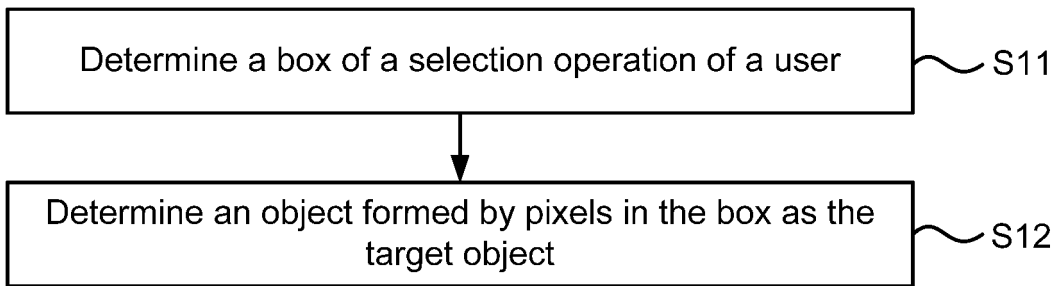 Determine a box of a selection operation of a user
S11
Determine an object formed by pixels in the box as the
target object
S12